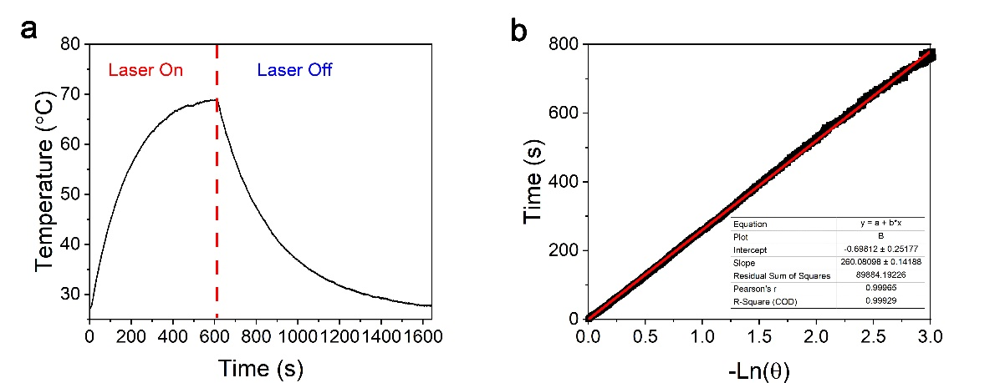 a
Laser On
Laser Off
Temperature (°C)
80
70
60
50
40
30
0 200 400 600 800 1000 1200 1400 1600
Time (s)
b
Time (s)
800
600
400
200
0
Equation y = a + b*x
Plot B
Intercept -0.69812 ± 0.25177
Slope 260.08098 ± 0.14188
Residual Sum of Squares 89884.19226
Pearson's r 0.99965
R-Square (COD) 0.99929
0.0 0.5 1.0 1.5 2.0 2.5 3.0
-Ln(θ)